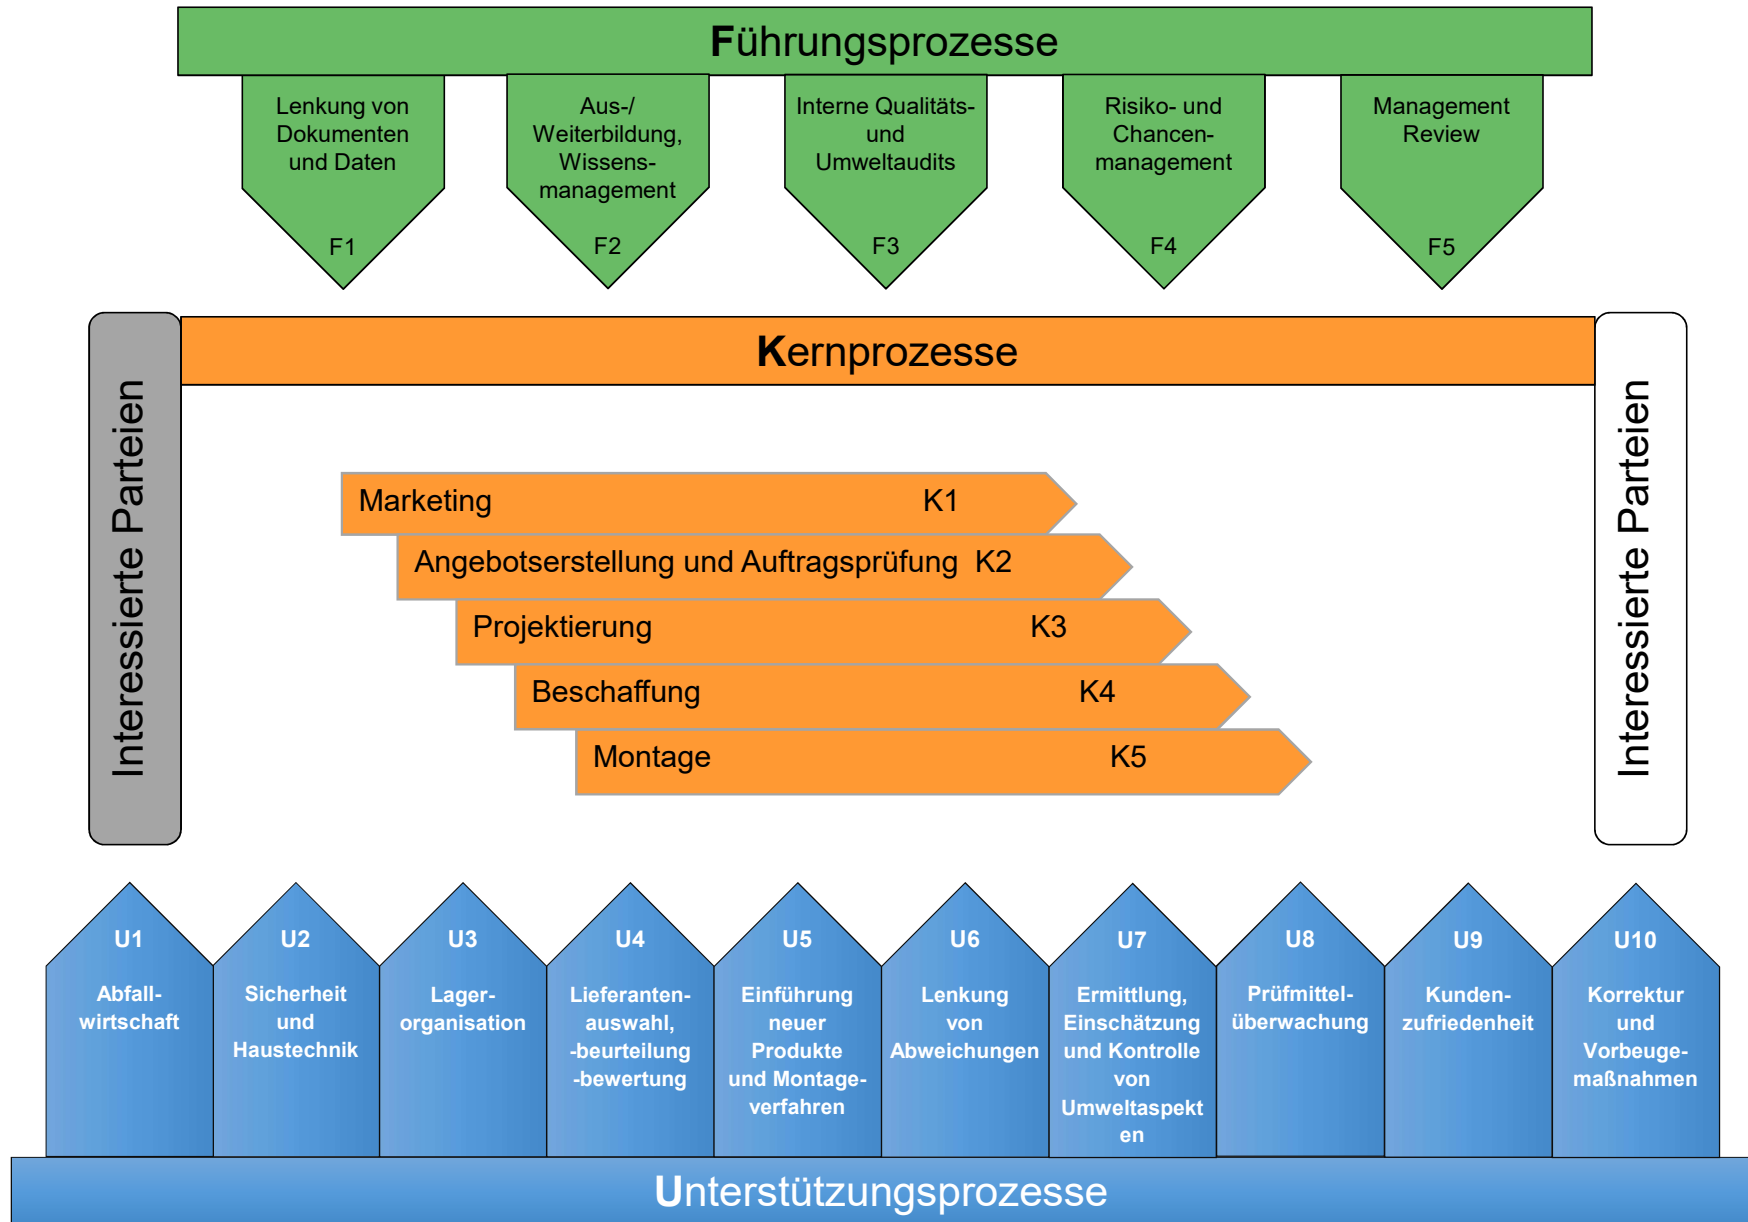 Führungsprozesse
Lenkung von
Dokumenten
und Daten
F1
Aus-/
Weiterbildung,
Wissens-
management
F2
Interne Qualitäts-
und
Umweltaudits
F3
Risiko- und
Chancen-
management
F4
Management
Review
F5
Interessierte Parteien
Kernprozesse
Marketing K1
Angebotserstellung und Auftragsprüfung K2
Projektierung K3
Beschaffung K4
Montage K5
Interessierte Parteien
U1
Abfall-
wirtschaft
U2
Sicherheit
und
Haustechnik
U3
Lager-
organisation
U4
Lieferanten-
auswahl,
-beurteilung
-bewertung
U5
Einführung
neuer
Produkte
und Montage-
verfahren
U6
Lenkung
von
Abweichungen
U7
Ermittlung,
Einschätzung
und Kontrolle
von
Umweltaspekt
en
U8
Prüfmittel-
überwachung
U9
Kunden-
zufriedenheit
U10
Korrektur
und
Vorbeuge-
maßnahmen
Unterstützungsprozesse